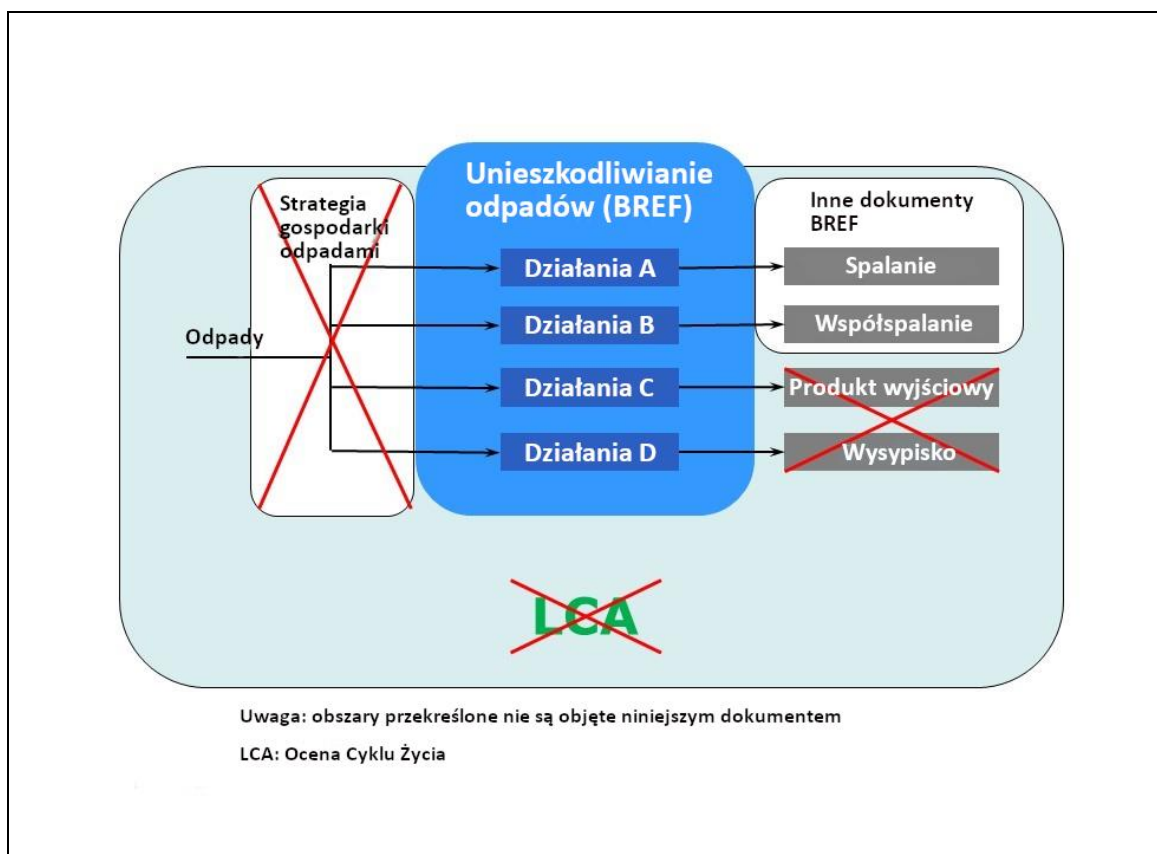 Unieszkodliwianie
odpadów (BREF)
Strategia
gospodarki
odpadami
Inne dokumenty
BREF
Odpady
Działania A
Spalanie
Działania B
Współspalanie
Działania C
Produkt wyjściowy
Działania D
Wysypisko
LCA
Uwaga: obszary przekreślone nie są objęte niniejszym dokumentem
LCA: Ocena Cyklu Życia